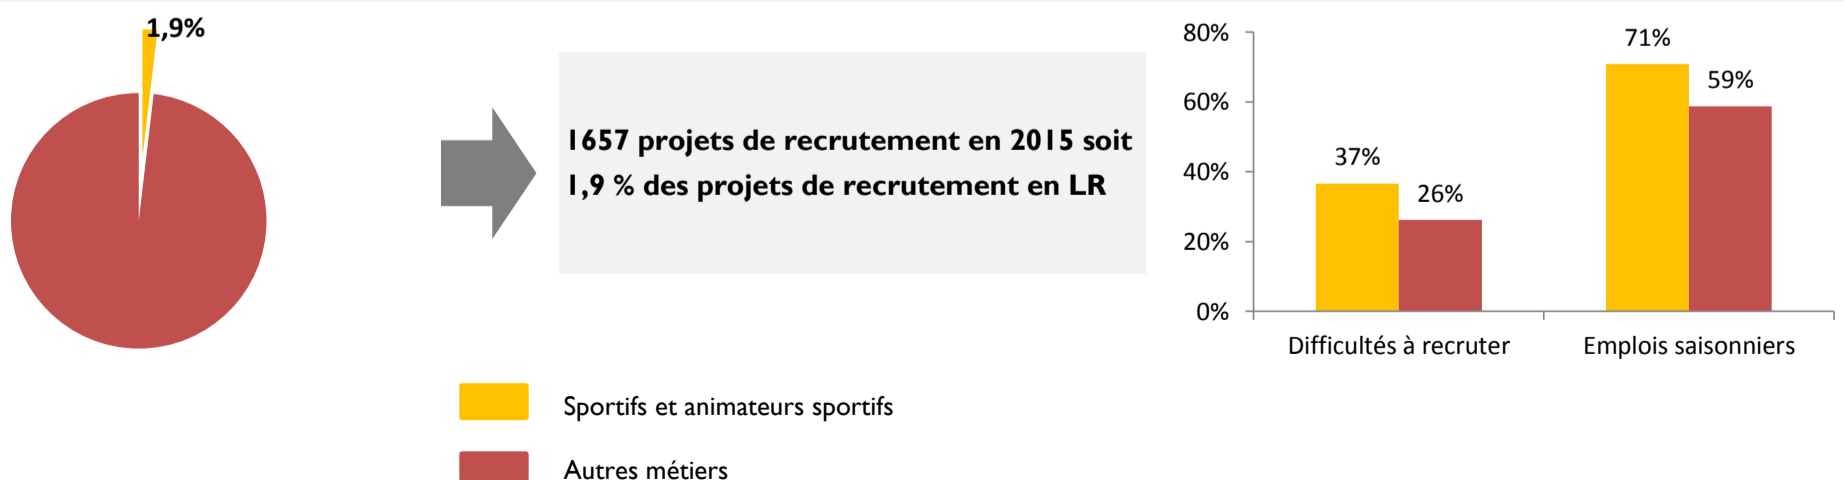 1,9%
1657 projets de recrutement en 2015 soit
1,9 % des projets de recrutement en LR
80%
60%
40%
20%
0%
37%
26%
71%
59%
Difficultés à recruter
Emplois saisonniers
Sportifs et animateurs sportifs
Autres métiers